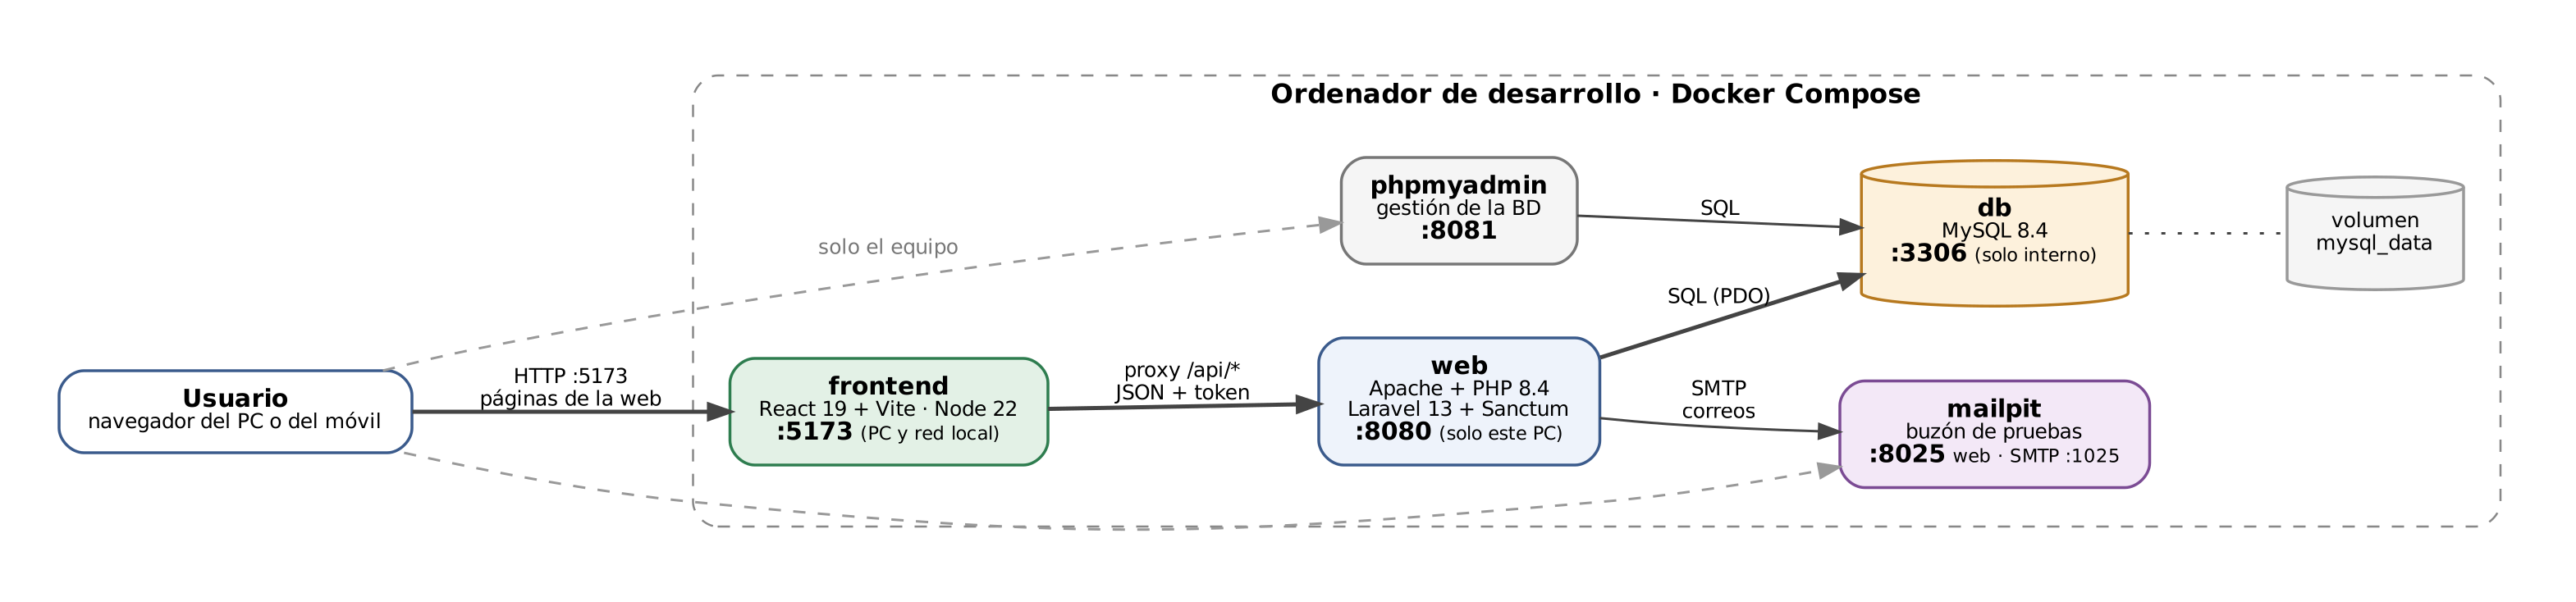 Ordenador de desarrollo · Docker Compose
phpmyadmin
gestión de la BD
:8081
SQL
db
MySQL 8.4
:3306 (solo interno)
volumen
mysql_data
solo el equipo
SQL (PDO)
Usuario
navegador del PC o del móvil
HTTP :5173
páginas de la web
frontend
React 19 + Vite · Node 22
:5173 (PC y red local)
proxy /api/*
JSON + token
web
Apache + PHP 8.4
Laravel 13 + Sanctum
:8080 (solo este PC)
SMTP
correos
mailpit
buzón de pruebas
:8025 web · SMTP :1025